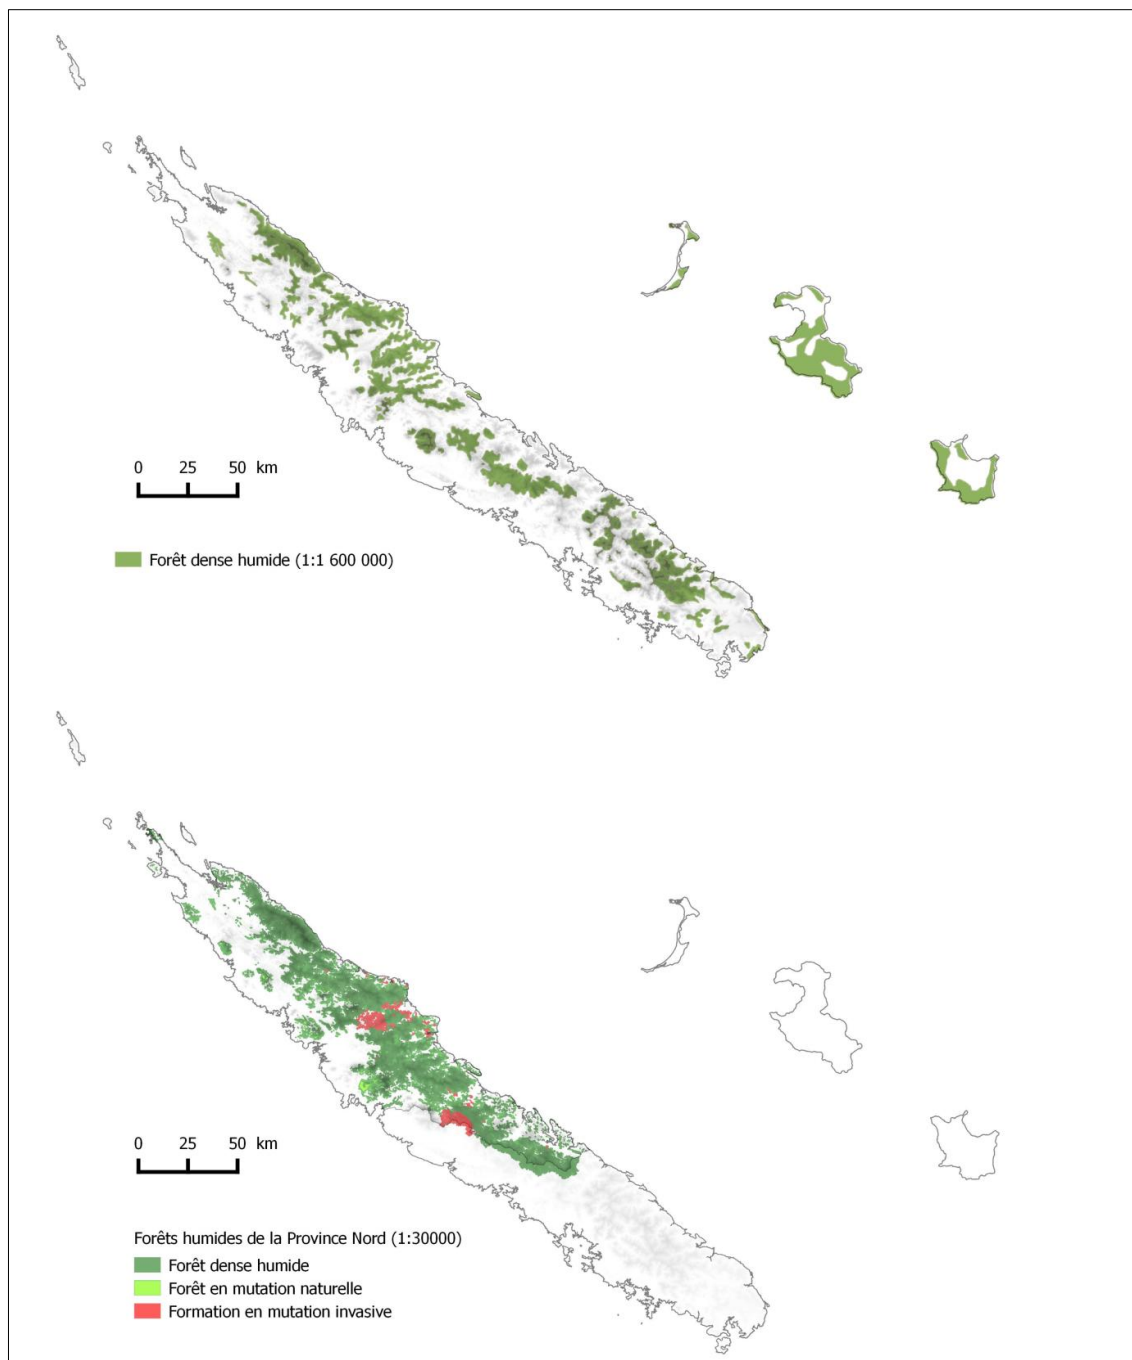 0 25 50 km
Forêt dense humide (1:1 600 000)
0 25 50 km
Forêts humides de la Province Nord (1:30000)
Forêt dense humide
Forêt en mutation naturelle
Formation en mutation invasive